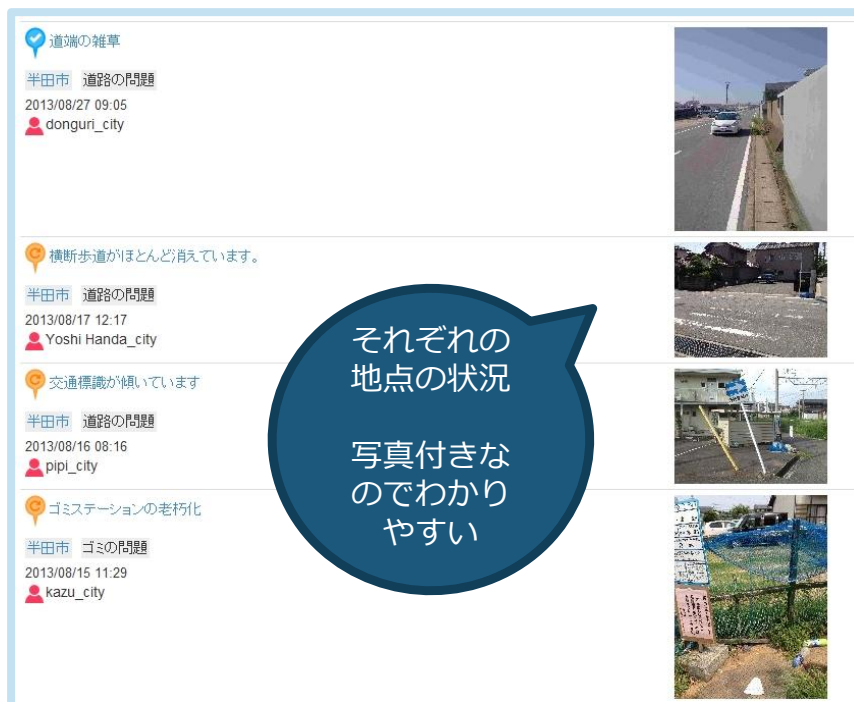 道端の雑草
半田市 道路の問題
2013/08/27 09:05
donguri_city
横断歩道がほとんど消えています。
半田市 道路の問題
2013/08/17 12:17
Yoshi Handa_city
交通標識が傾いています
半田市 道路の問題
2013/08/16 08:16
pipi_city
ゴミステーションの老朽化
半田市 ゴミの問題
2013/08/15 11:29
kazu_city
それぞれの
地点の状況
写真付きな
のでわかり
やすい